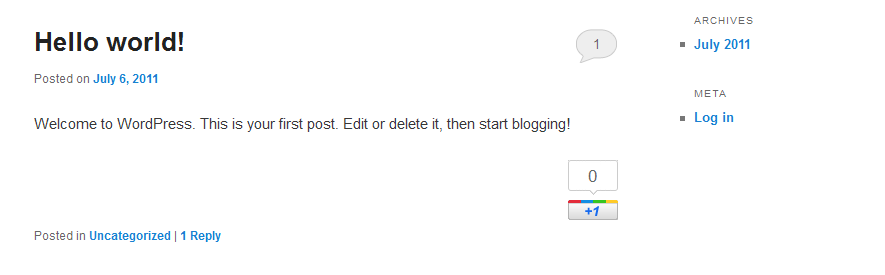 Hello world!
1
Posted on July 6, 2011
Welcome to WordPress. This is your first post. Edit or delete it, then start blogging!
0
+1
Posted in Uncategorized | 1 Reply
ARCHIVES
July 2011
META
Log in